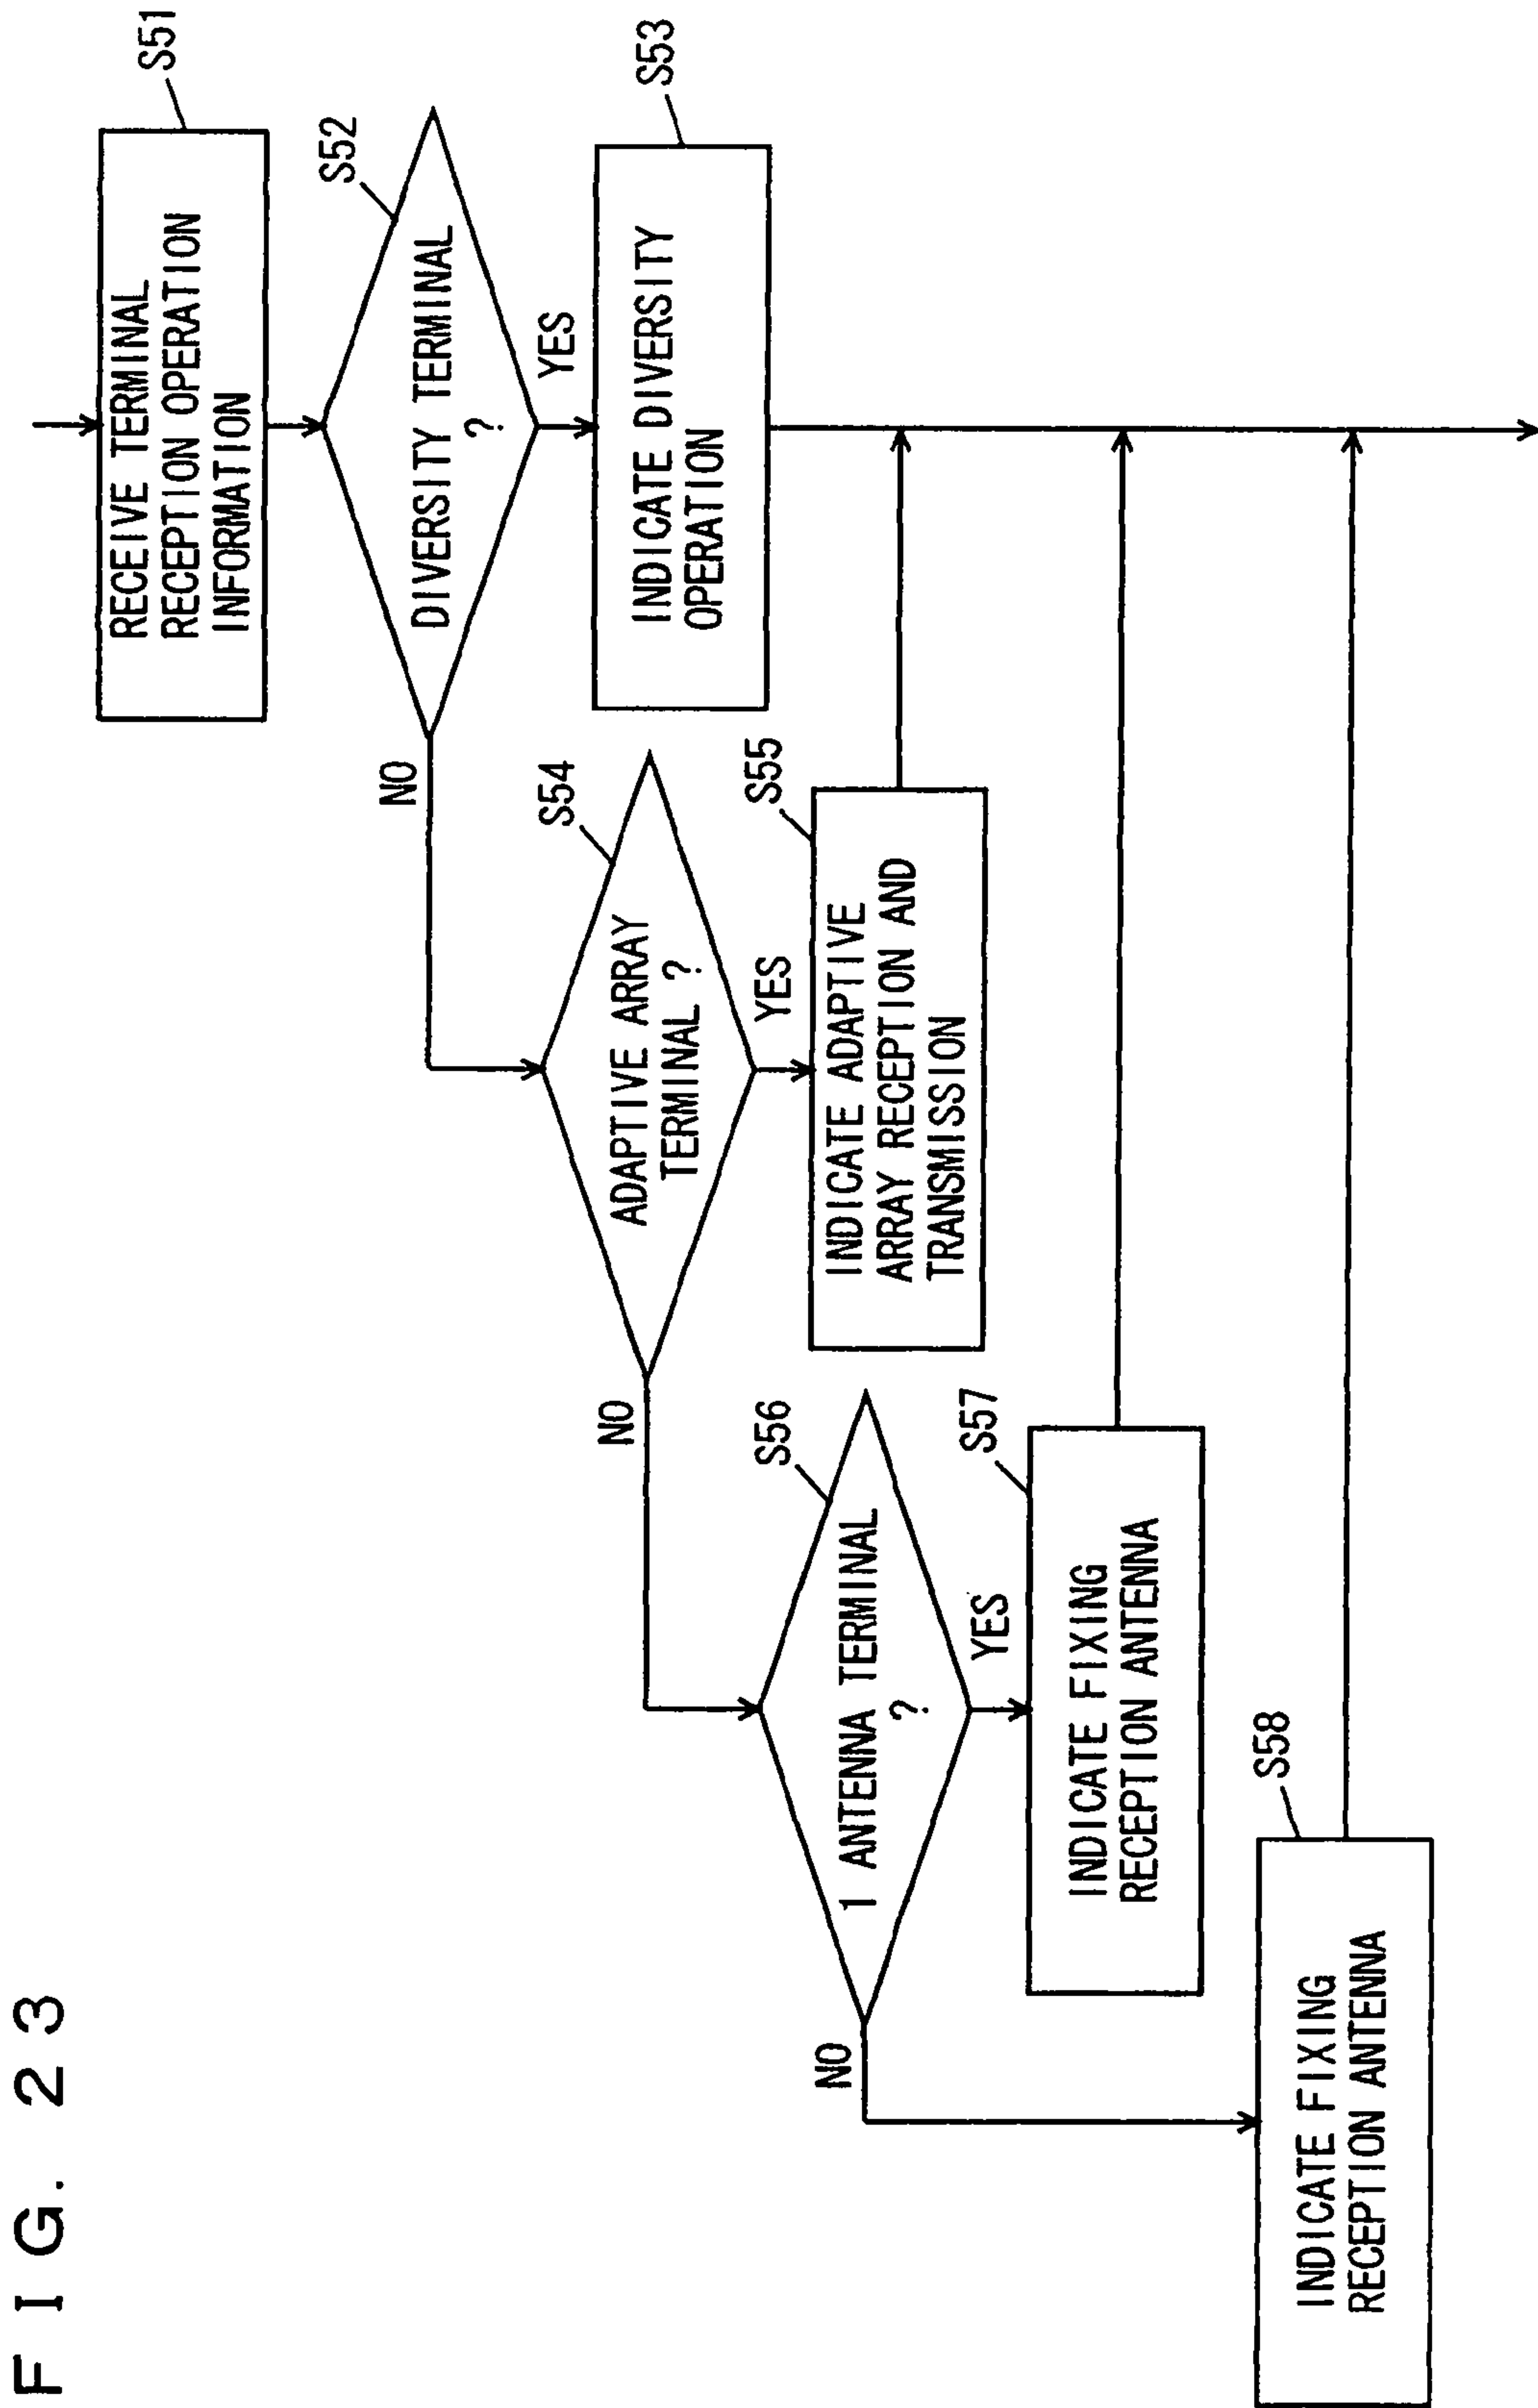 FIG. 23
S51
RECEIVE TERMINAL
RECEPTION OPERATION
INFORMATION
S52
DIVERSITY TERMINAL
?
NO
YES
S53
INDICATE DIVERSITY
OPERATION
S54
ADAPTIVE ARRAY
TERMINAL ?
NO
YES
S55
INDICATE ADAPTIVE
ARRAY RECEPTION AND
TRANSMISSION
S56
1 ANTENNA TERMINAL
?
NO
YES
S57
INDICATE FIXING
RECEPTION ANTENNA
S58
INDICATE FIXING
RECEPTION ANTENNA